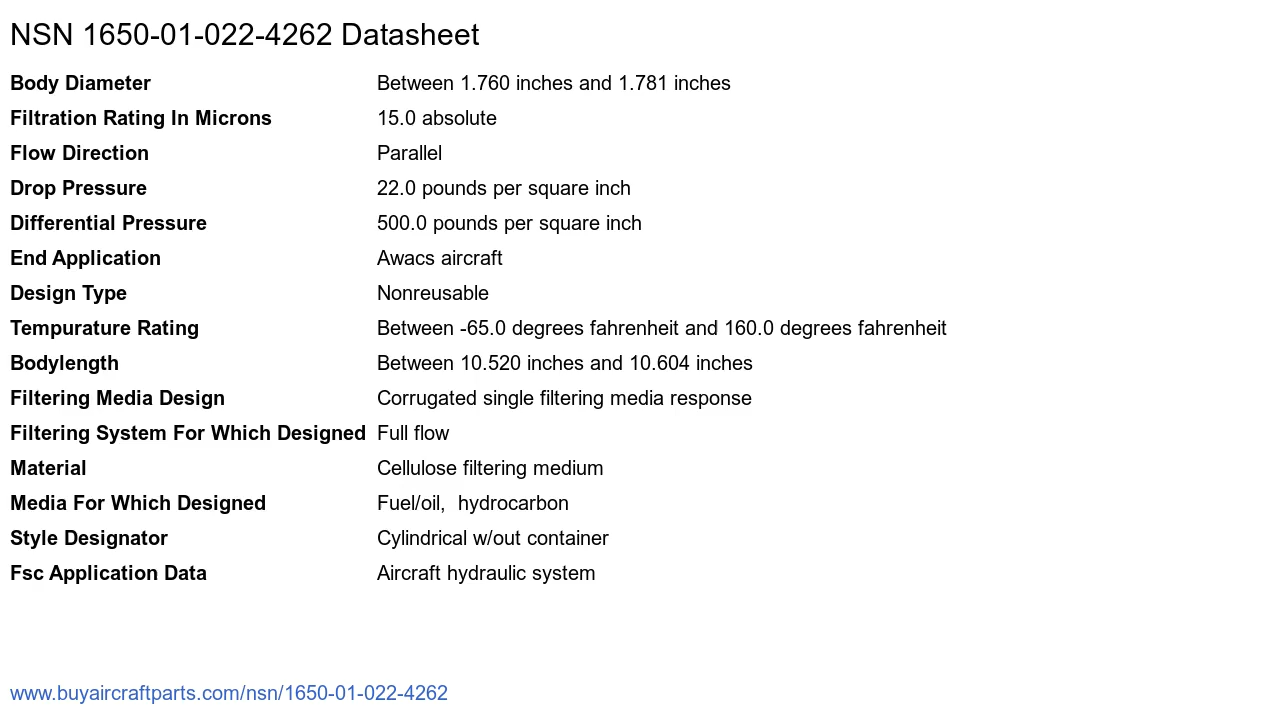 NSN 1650-01-022-4262 Datasheet
Body Diameter Between 1.760 inches and 1.781 inches
Filtration Rating In Microns 15.0 absolute
Flow Direction Parallel
Drop Pressure 22.0 pounds per square inch
Differential Pressure 500.0 pounds per square inch
End Application Awacs aircraft
Design Type Nonreusable
Tempurature Rating Between -65.0 degrees fahrenheit and 160.0 degrees fahrenheit
Bodylength Between 10.520 inches and 10.604 inches
Filtering Media Design Corrugated single filtering media response
Filtering System For Which Designed Full flow
Material Cellulose filtering medium
Media For Which Designed Fuel/oil,  hydrocarbon
Style Designator Cylindrical w/out container
Fsc Application Data Aircraft hydraulic system
www.buyaircraftparts.com/nsn/1650-01-022-4262